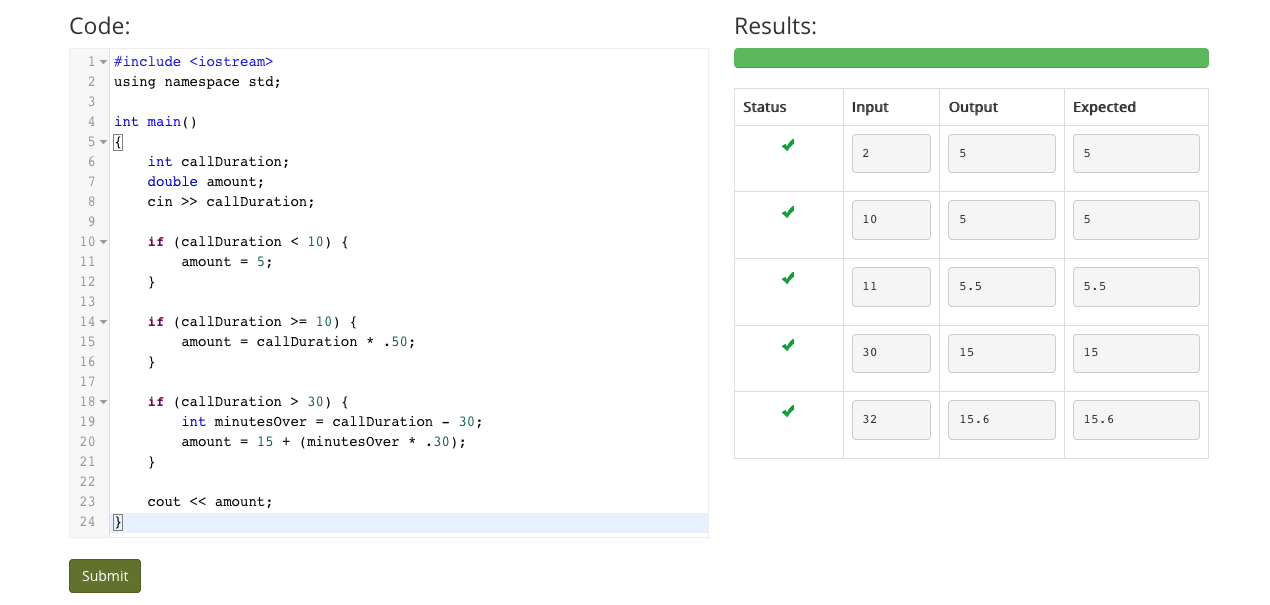 Code:
1 #include <iostream>
2 using namespace std;
3
4 int main()
5 {
6     int callDuration;
7     double amount;
8     cin >> callDuration;
9
10     if (callDuration < 10) {
11         amount = 5;
12     }
13
14     if (callDuration >= 10) {
15         amount = callDuration * .50;
16     }
17
18     if (callDuration > 30) {
19         int minutesOver = callDuration - 30;
20         amount = 15 + (minutesOver * .30);
21     }
22
23     cout << amount;
24 }
Submit
Results:
Status Input Output Expected
2 5 5
10 5 5
11 5.5 5.5
30 15 15
32 15.6 15.6